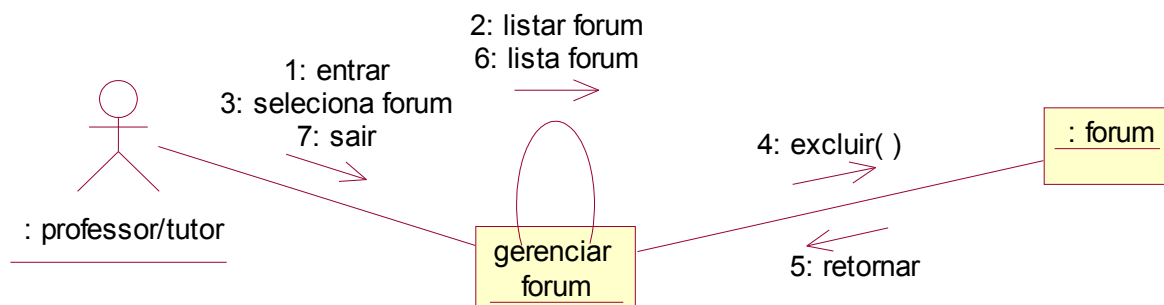 2: listar forum
6: lista forum
1: entrar
3: seleciona forum
7: sair
4: excluir( )
: forum
: professor/tutor
gerenciar
forum
5: retornar